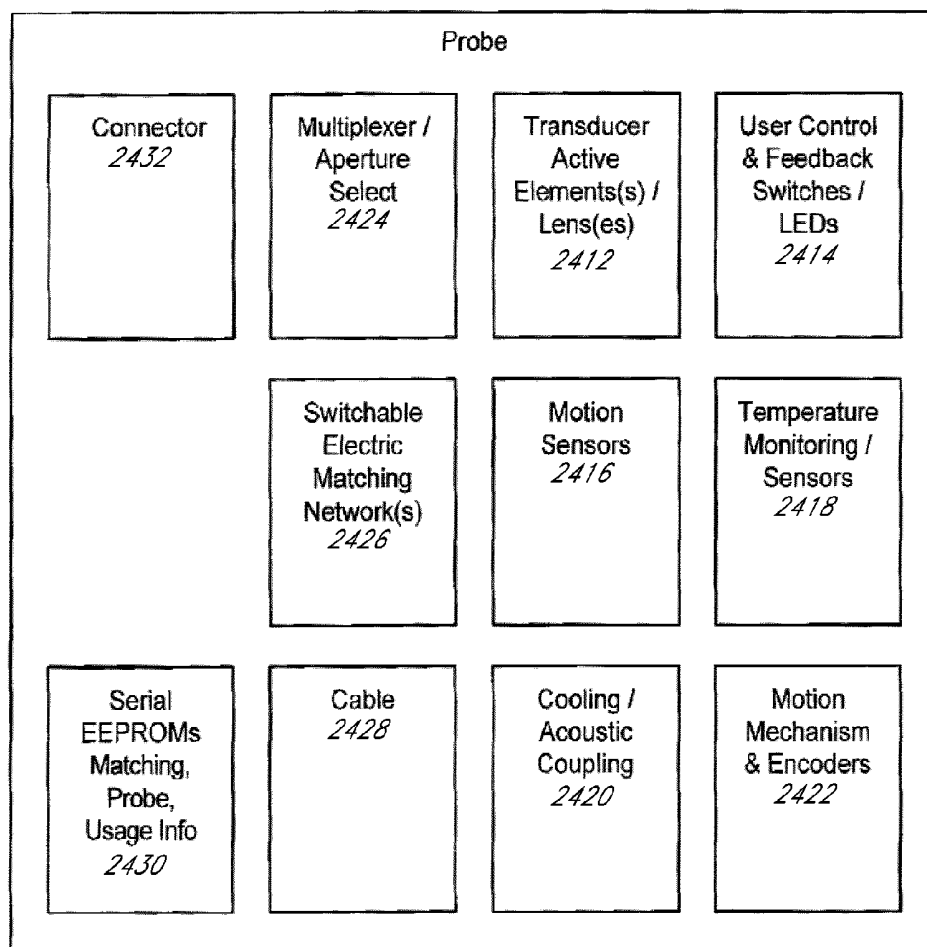 Probe
Connector
2432
Multiplexer /
Aperture
Select
2424
Transducer
Active
Elements(s) /
Lens(es)
2412
User Control
& Feedback
Switches /
LEDs
2414
Switchable
Electric
Matching
Network(s)
2426
Motion
Sensors
2416
Temperature
Monitoring /
Sensors
2418
Serial
EEPROMs
Matching,
Probe,
Usage Info
2430
Cable
2428
Cooling /
Acoustic
Coupling
2420
Motion
Mechanism
& Encoders
2422